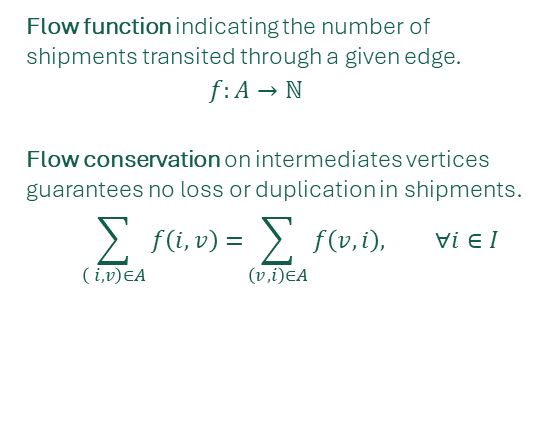 Flow function indicating the number of
shipments transited through a given edge.
f: A → ℕ
Flow conservation on intermediates vertices
guarantees no loss or duplication in shipments.
∑ f(i, v) = ∑ f(v, i), ∀i ∈ I
( i,v)∈A (v,i)∈A